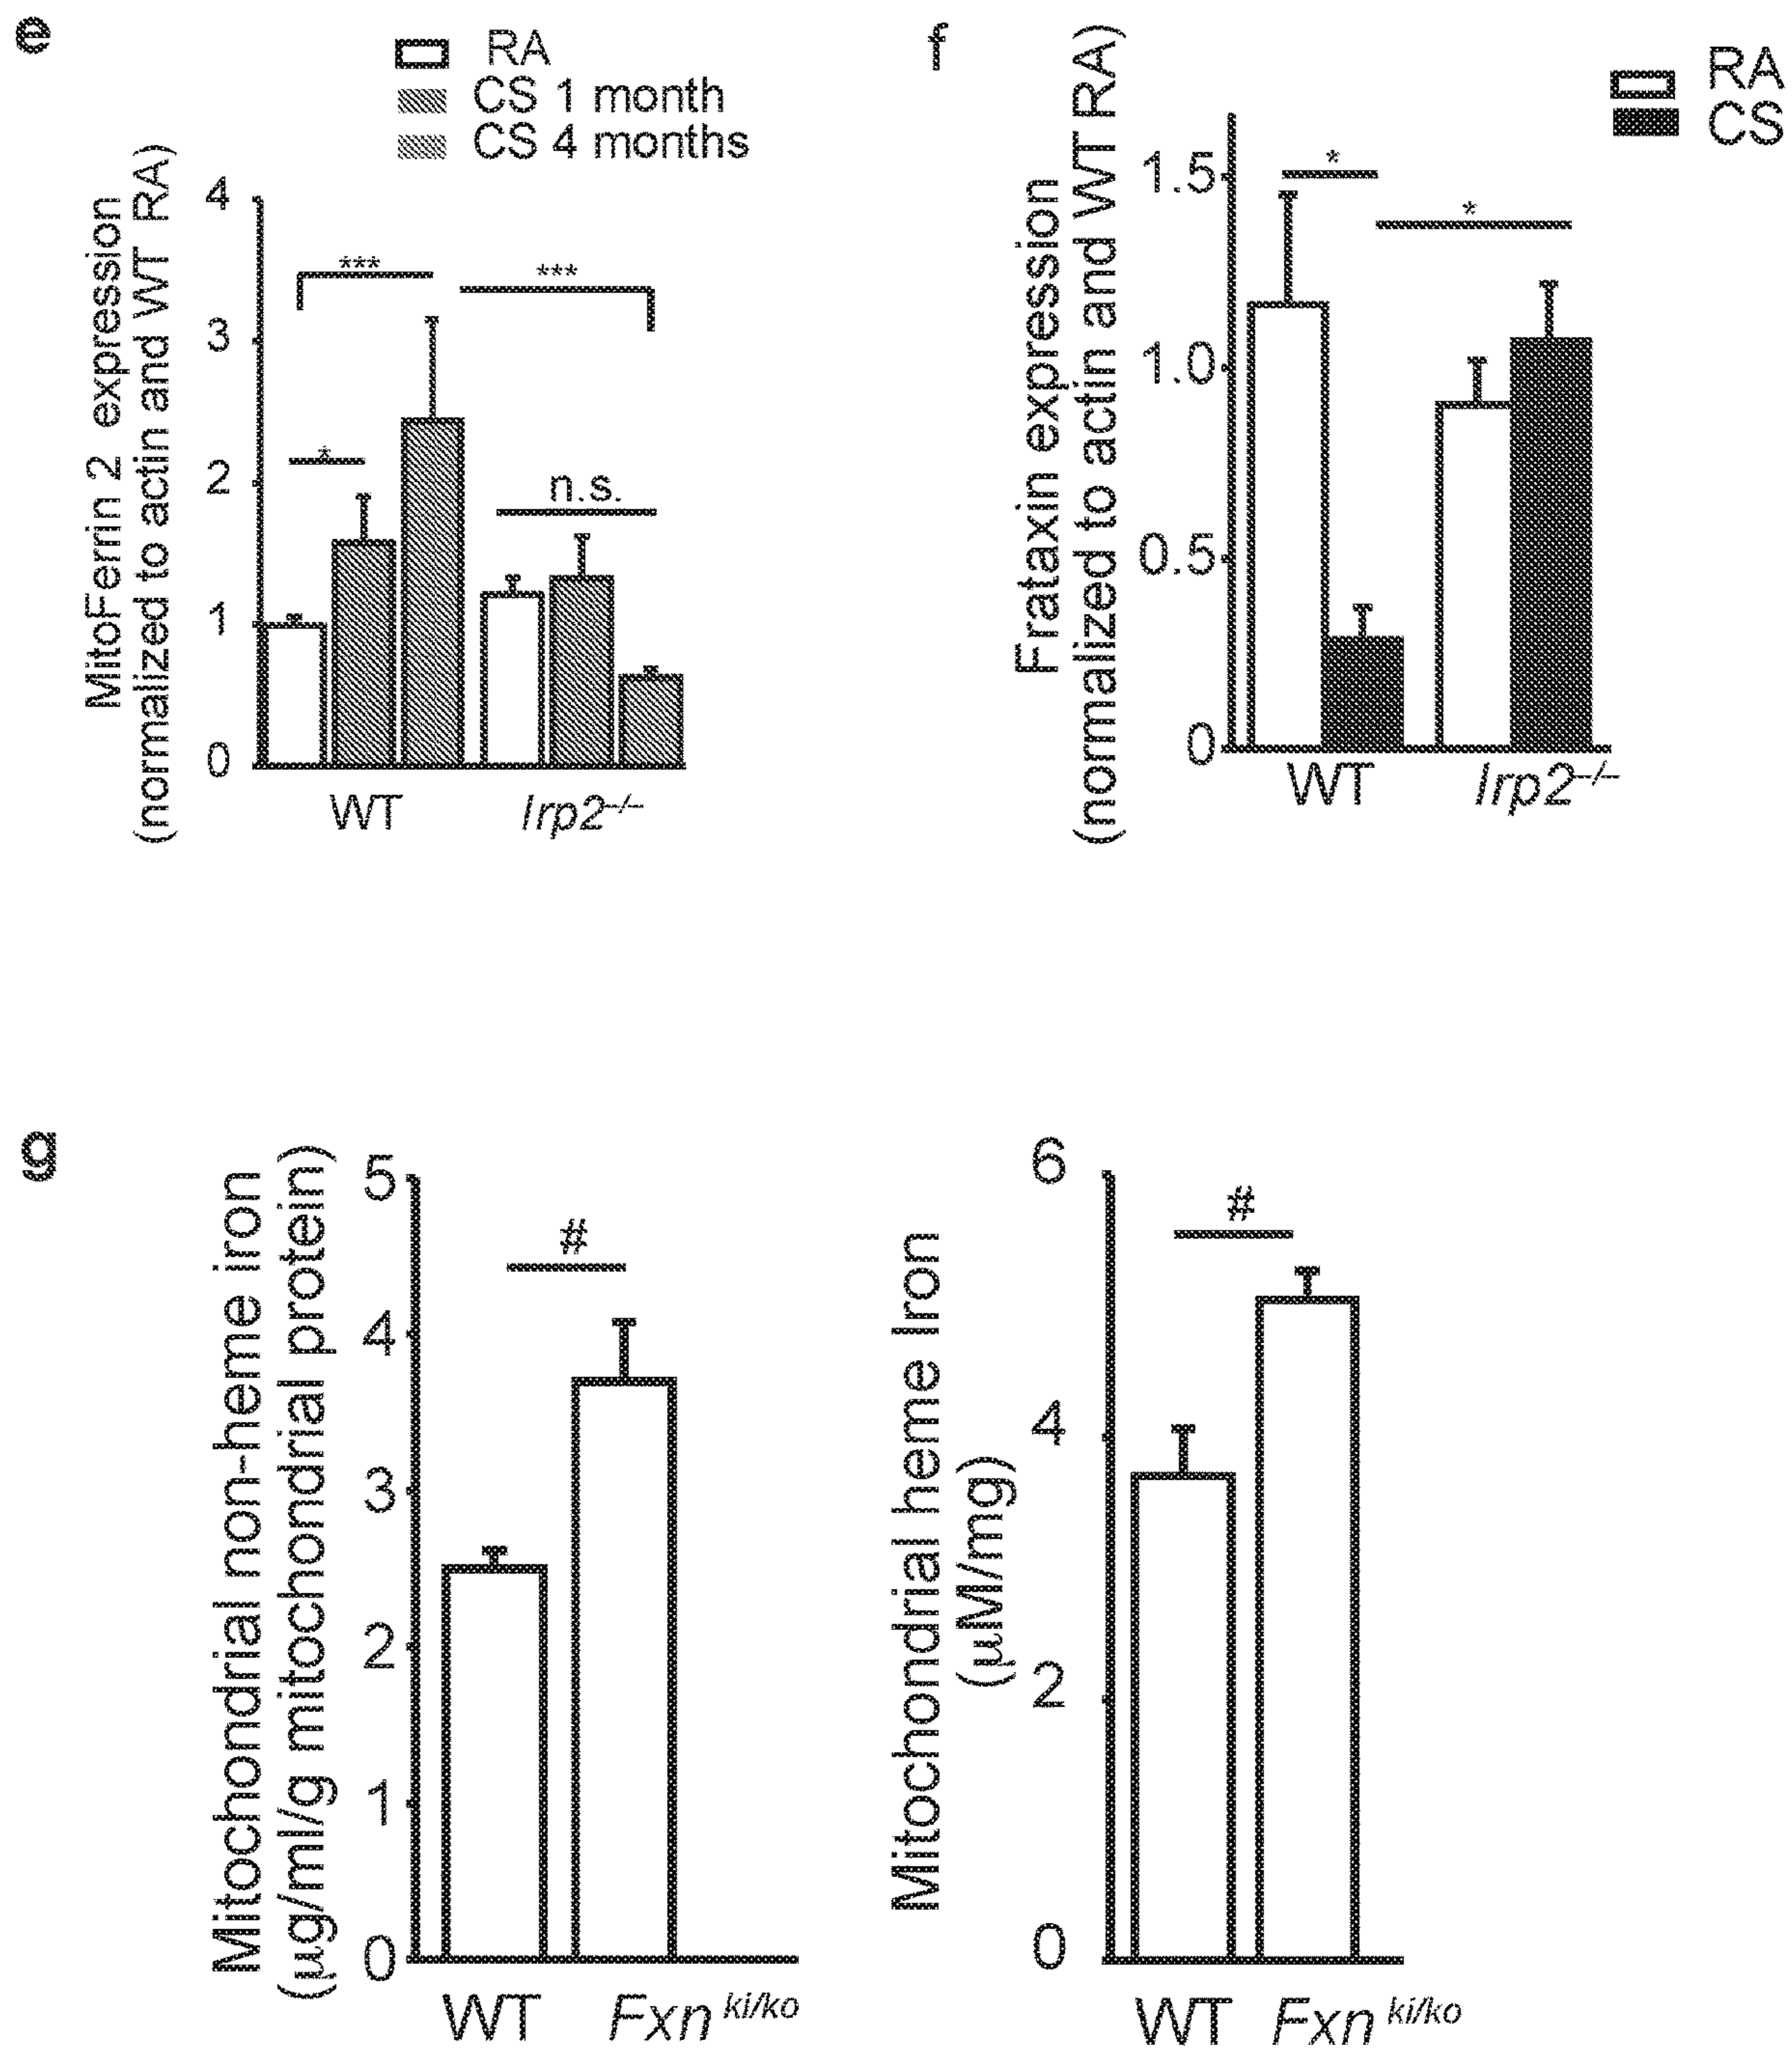 e
RA
CS 1 month
CS 4 months
MitoFerrin 2 expression
(normalized to actin and WT RA)
4
3
2
1
0
***
***
*
n.s.
WT
Irp2–/–
f
RA
CS
Frataxin expression
(normalized to actin and WT RA)
1.5
1.0
0.5
0
*
*
WT
Irp2–/–
g
Mitochondrial non-heme iron
(µg/ml/g mitochondrial protein)
5
4
3
2
1
0
#
WT
Fxn ki/ko
Mitochondrial heme Iron
(µM/mg)
6
4
2
0
#
WT
Fxn ki/ko